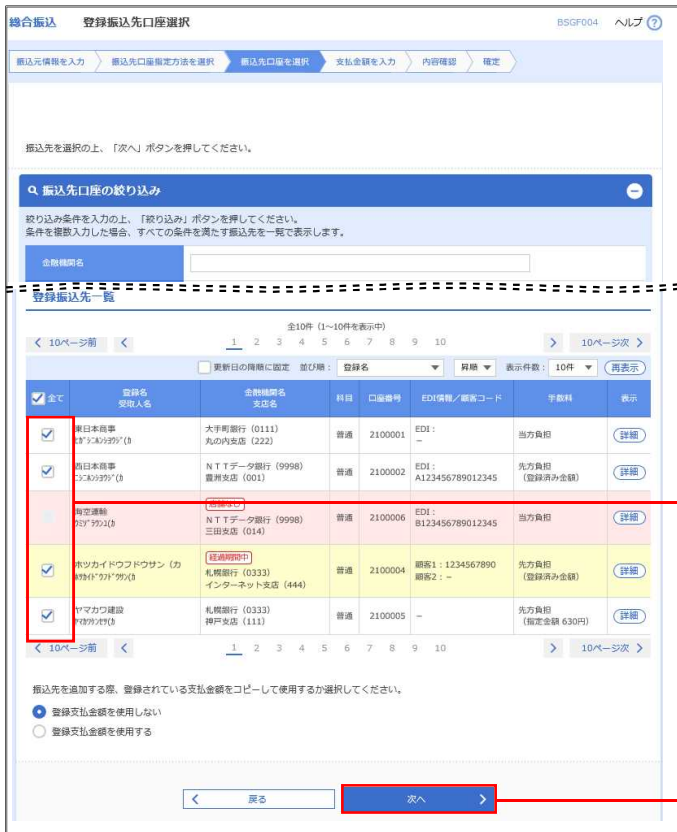 総合振込 登録振込先口座選択 BSGF004 ヘルプ ?
振込元情報を入力 振込先口座指定方法を選択 振込先口座を選択 支払金額を入力 内容確認 確定
振込先を選択の上、「次へ」ボタンを押してください。
振込先口座の絞り込み
絞り込み条件を入力の上、「絞り込み」ボタンを押してください。
条件を複数入力した場合、すべての条件を満たす振込先を一覧で表示します。
金融機関名
登録振込先一覧
全10件(1~10件を表示中)
10ページ前 1 2 3 4 5 6 7 8 9 10 10ページ次
更新日の降順に固定 並び順: 登録名 昇順 表示件数: 10件 再表示
全て 登録名 金融機関名 科目 口座番号 EDI情報/顧客コード 手数料 表示
受取人名 支店名
東日本商事 大手町銀行(0111) 普通 2100001 EDI: 当方負担 詳細
丸の内支店(222) -
西日本商事 NTTデータ銀行(9998) 普通 2100002 EDI: 先方負担 詳細
豊洲支店(001) A123456789012345 (登録済み金額)
店舗なし
海空運輸 NTTデータ銀行(9998) 普通 2100006 EDI: 当方負担 詳細
三田支店(014) B123456789012345
経過期間中
ホツカイドウフドウサン(カ 札幌銀行(0333) 普通 2100004 顧客1:1234567890 先方負担 詳細
インターネット支店(444) 顧客2:- (登録済み金額)
ヤマカワ建設 札幌銀行(0333) 普通 2100005 - 先方負担 詳細
神戸支店(111) (指定金額 630円)
10ページ前 1 2 3 4 5 6 7 8 9 10 10ページ次
振込先を追加する際、登録されている支払金額をコピーして使用するか選択してください。
登録支払金額を使用しない
登録支払金額を使用する
戻る 次へ